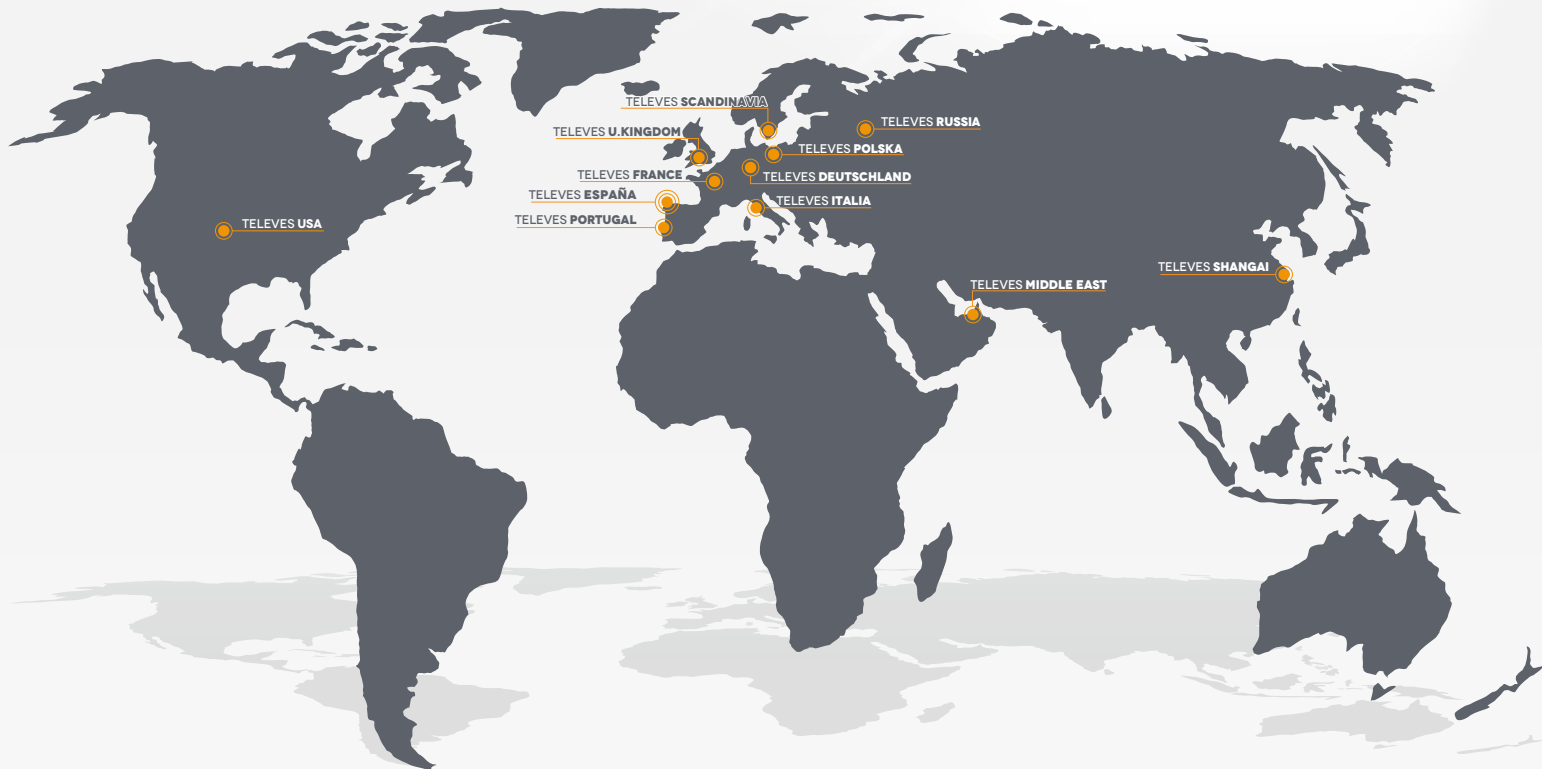 TELEVES SCANDINAVIA
TELEVES RUSSIA
TELEVES U.KINGDOM
TELEVES POLSKA
TELEVES FRANCE
TELEVES DEUTSCHLAND
TELEVES ESPAÑA
TELEVES ITALIA
TELEVES PORTUGAL
TELEVES USA
TELEVES SHANGAI
TELEVES MIDDLE EAST